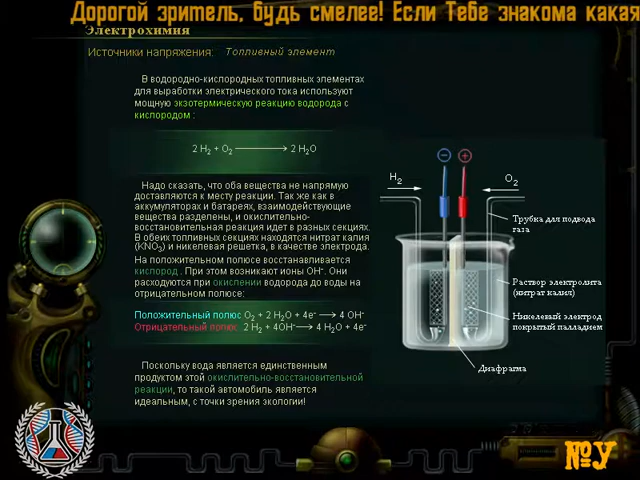 Дорогой зритель, будь смелее! Если Тебе знакома какая
Электрохимия
Источники напряжения: Топливный элемент
В водородно-кислородных топливных элементах
для выработки электрического тока используют
мощную экзотермическую реакцию водорода с
кислородом :
2 H₂ + O₂ ⟶ 2 H₂O
Надо сказать, что оба вещества не напрямую
доставляются к месту реакции. Так же как в
аккумуляторах и батареях, взаимодействующие
вещества разделены, и окислительно-
восстановительная реакция идет в разных секциях.
В обеих топливных секциях находятся нитрат калия
(KNO₃) и никелевая решетка, в качестве электрода.
На положительном полюсе восстанавливается
кислород . При этом возникают ионы OH⁻. Они
расходуются при окислении водорода до воды на
отрицательном полюсе:
Положительный полюс O₂ + 2 H₂O + 4e⁻ ⟶ 4 OH⁻
Отрицательный полюс: 2 H₂ + 4OH⁻ ⟶ 4 H₂O + 4e⁻
Поскольку вода является единственным
продуктом этой окислительно-восстановительной
реакции, то такой автомобиль является
идеальным, с точки зрения экологии!
− +
H₂
O₂
Трубка для подвода
газа
Раствор электролита
(нитрат калия)
Никелевый электрод
покрытый палладием
Диафрагма
№У